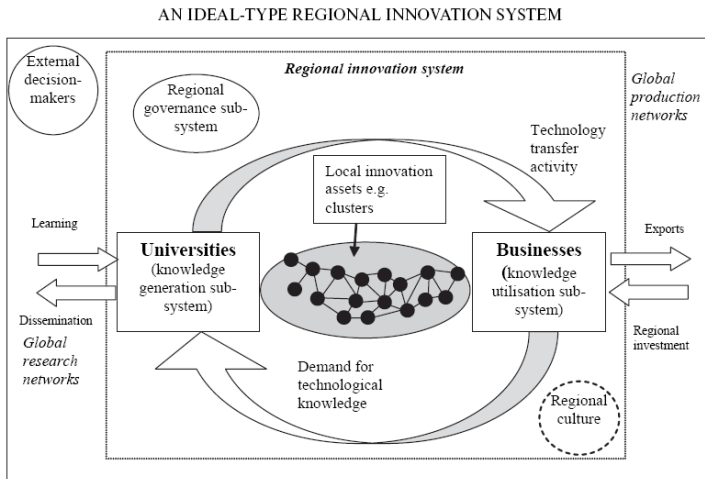 AN IDEAL-TYPE REGIONAL INNOVATION SYSTEM
External
decision-
makers
Regional innovation system
Regional
governance sub-
system
Global
production
networks
Technology
transfer
activity
Local innovation
assets e.g.
clusters
Learning
Universities
(knowledge
generation sub-
system)
Businesses
(knowledge
utilisation sub-
system)
Exports
Dissemination
Global
research
networks
Regional
investment
Demand for
technological
knowledge
Regional
culture